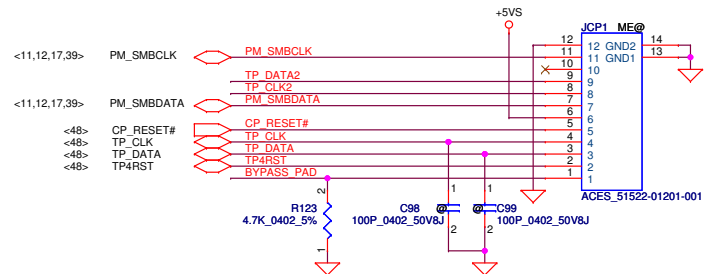 +5VS
JCP1 ME@
12 12 GND2 14
<11,12,17,39> PM_SMBCLK PM_SMBCLK 11 11 GND1 13
10 10
TP_DATA2 9 9
TP_CLK2 8 8
<11,12,17,39> PM_SMBDATA PM_SMBDATA 7 7
6 6
<48> CP_RESET# CP_RESET# 5 5
<48> TP_CLK TP_CLK 4 4
<48> TP_DATA TP_DATA 3 3
<48> TP4RST TP4RST 2 2
BYPASS_PAD 1 1
ACES_51522-01201-001
2 1 1
R123 C98 @ @ C99
4.7K_0402_5% 100P_0402_50V8J 100P_0402_50V8J
1 2 2